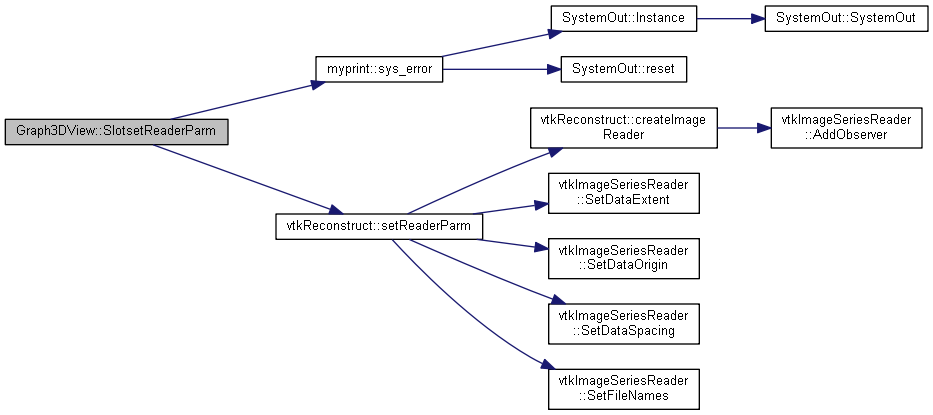 Graph3DView::SlotsetReaderParm
myprint::sys_error
SystemOut::Instance
SystemOut::SystemOut
SystemOut::reset
vtkReconstruct::setReaderParm
vtkReconstruct::createImage
Reader
vtkImageSeriesReader
::AddObserver
vtkImageSeriesReader
::SetDataExtent
vtkImageSeriesReader
::SetDataOrigin
vtkImageSeriesReader
::SetDataSpacing
vtkImageSeriesReader
::SetFileNames